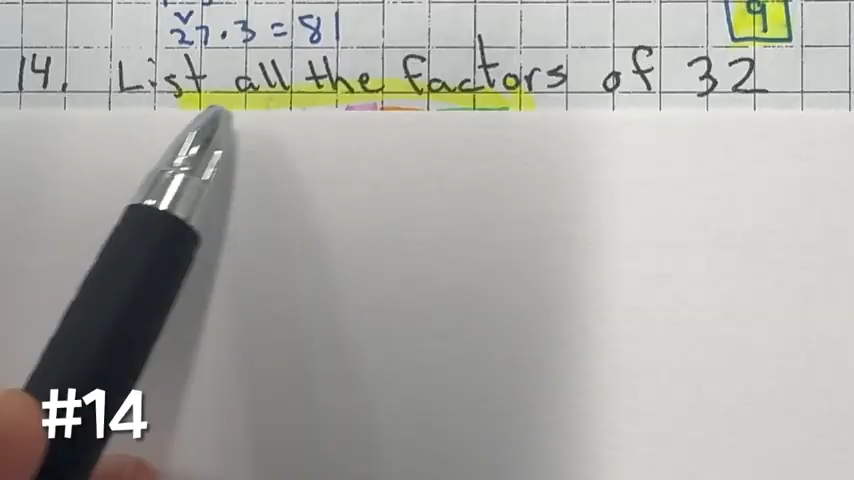 27 · 3 = 81
9
14. List all the factors of 32
#14